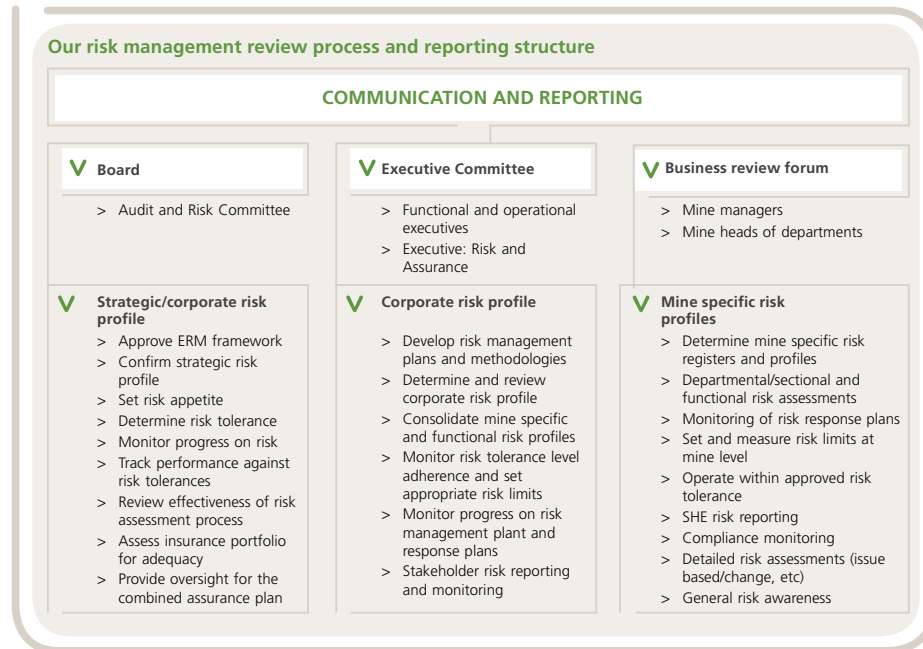 Our risk management review process and reporting structure
COMMUNICATION AND REPORTING
Board
> Audit and Risk Committee
Strategic/corporate risk
profile
> Approve ERM framework
> Confirm strategic risk
profile
> Set risk appetite
> Determine risk tolerance
> Monitor progress on risk
> Track performance against
risk tolerances
> Review effectiveness of risk
assessment process
> Assess insurance portfolio
for adequacy
> Provide oversight for the
combined assurance plan
Executive Committee
> Functional and operational
executives
> Executive: Risk and
Assurance
Corporate risk profile
> Develop risk management
plans and methodologies
> Determine and review
corporate risk profile
> Consolidate mine specific
and functional risk profiles
> Monitor risk tolerance level
adherence and set
appropriate risk limits
> Monitor progress on risk
management plant and
response plans
> Stakeholder risk reporting
and monitoring
Business review forum
> Mine managers
> Mine heads of departments
Mine specific risk
profiles
> Determine mine specific risk
registers and profiles
> Departmental/sectional and
functional risk assessments
> Monitoring of risk response plans
> Set and measure risk limits at
mine level
> Operate within approved risk
tolerance
> SHE risk reporting
> Compliance monitoring
> Detailed risk assessments (issue
based/change, etc)
> General risk awareness